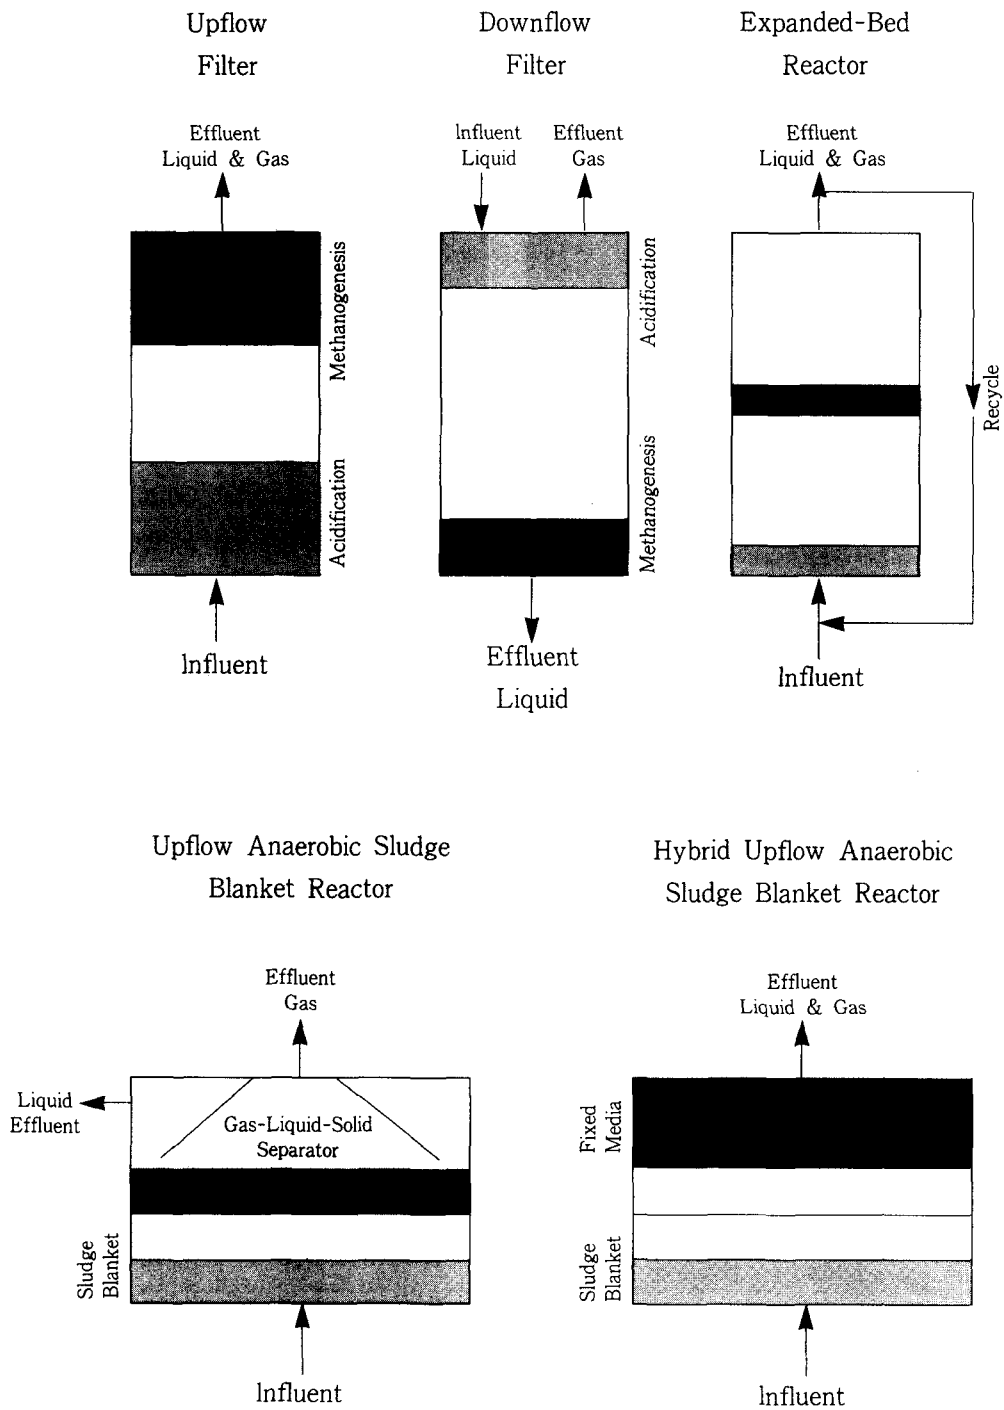 Upflow
Filter
Downflow
Filter
Expanded-Bed
Reactor
Effluent
Liquid & Gas
Influent
Liquid
Effluent
Gas
Effluent
Liquid & Gas
Methanogenesis
Acidification
Acidification
Methanogenesis
Recycle
Influent
Effluent
Liquid
Influent
Upflow Anaerobic Sludge
Blanket Reactor
Hybrid Upflow Anaerobic
Sludge Blanket Reactor
Effluent
Gas
Effluent
Liquid & Gas
Liquid
Effluent
Gas-Liquid-Solid
Separator
Sludge
Blanket
Fixed
Media
Sludge
Blanket
Influent
Influent